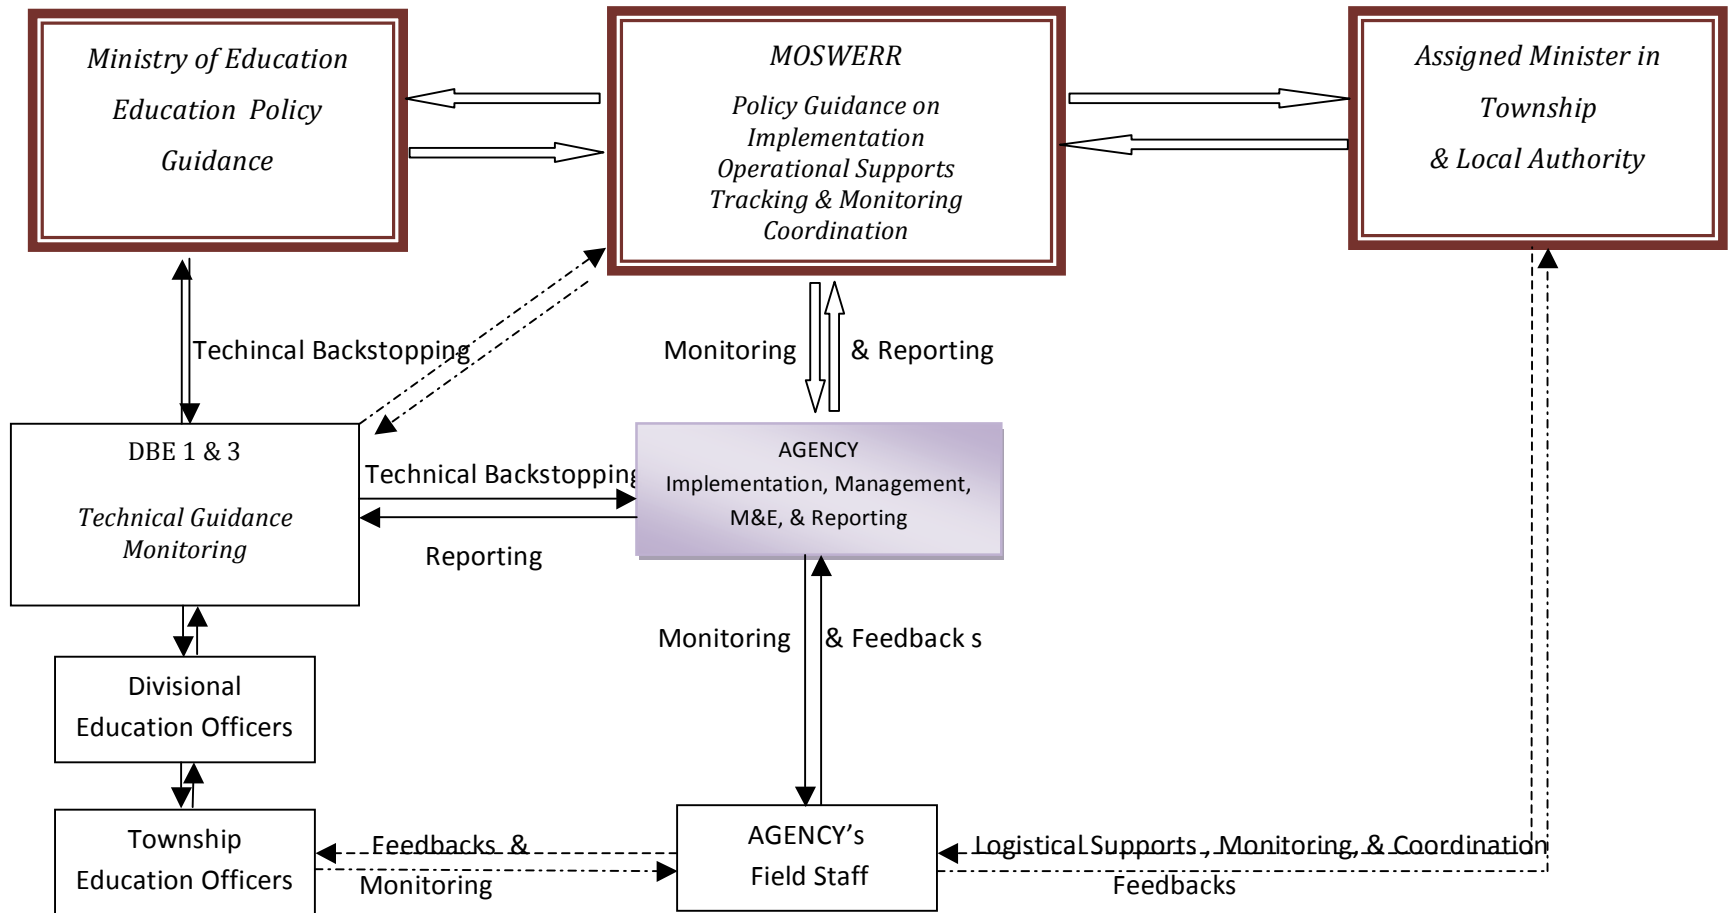 Ministry of Education
Education Policy
Guidance
MOSWERR
Policy Guidance on
Implementation
Operational Supports
Tracking & Monitoring
Coordination
Assigned Minister in
Township
& Local Authority
Techincal Backstopping
Monitoring & Reporting
DBE 1 & 3
Technical Guidance
Monitoring
Technical Backstopping
Reporting
AGENCY
Implementation, Management,
M&E, & Reporting
Monitoring & Feedback s
Divisional
Education Officers
Township
Education Officers
Feedbacks &
Monitoring
AGENCY's
Field Staff
Logistical Supports , Monitoring, & Coordination
Feedbacks